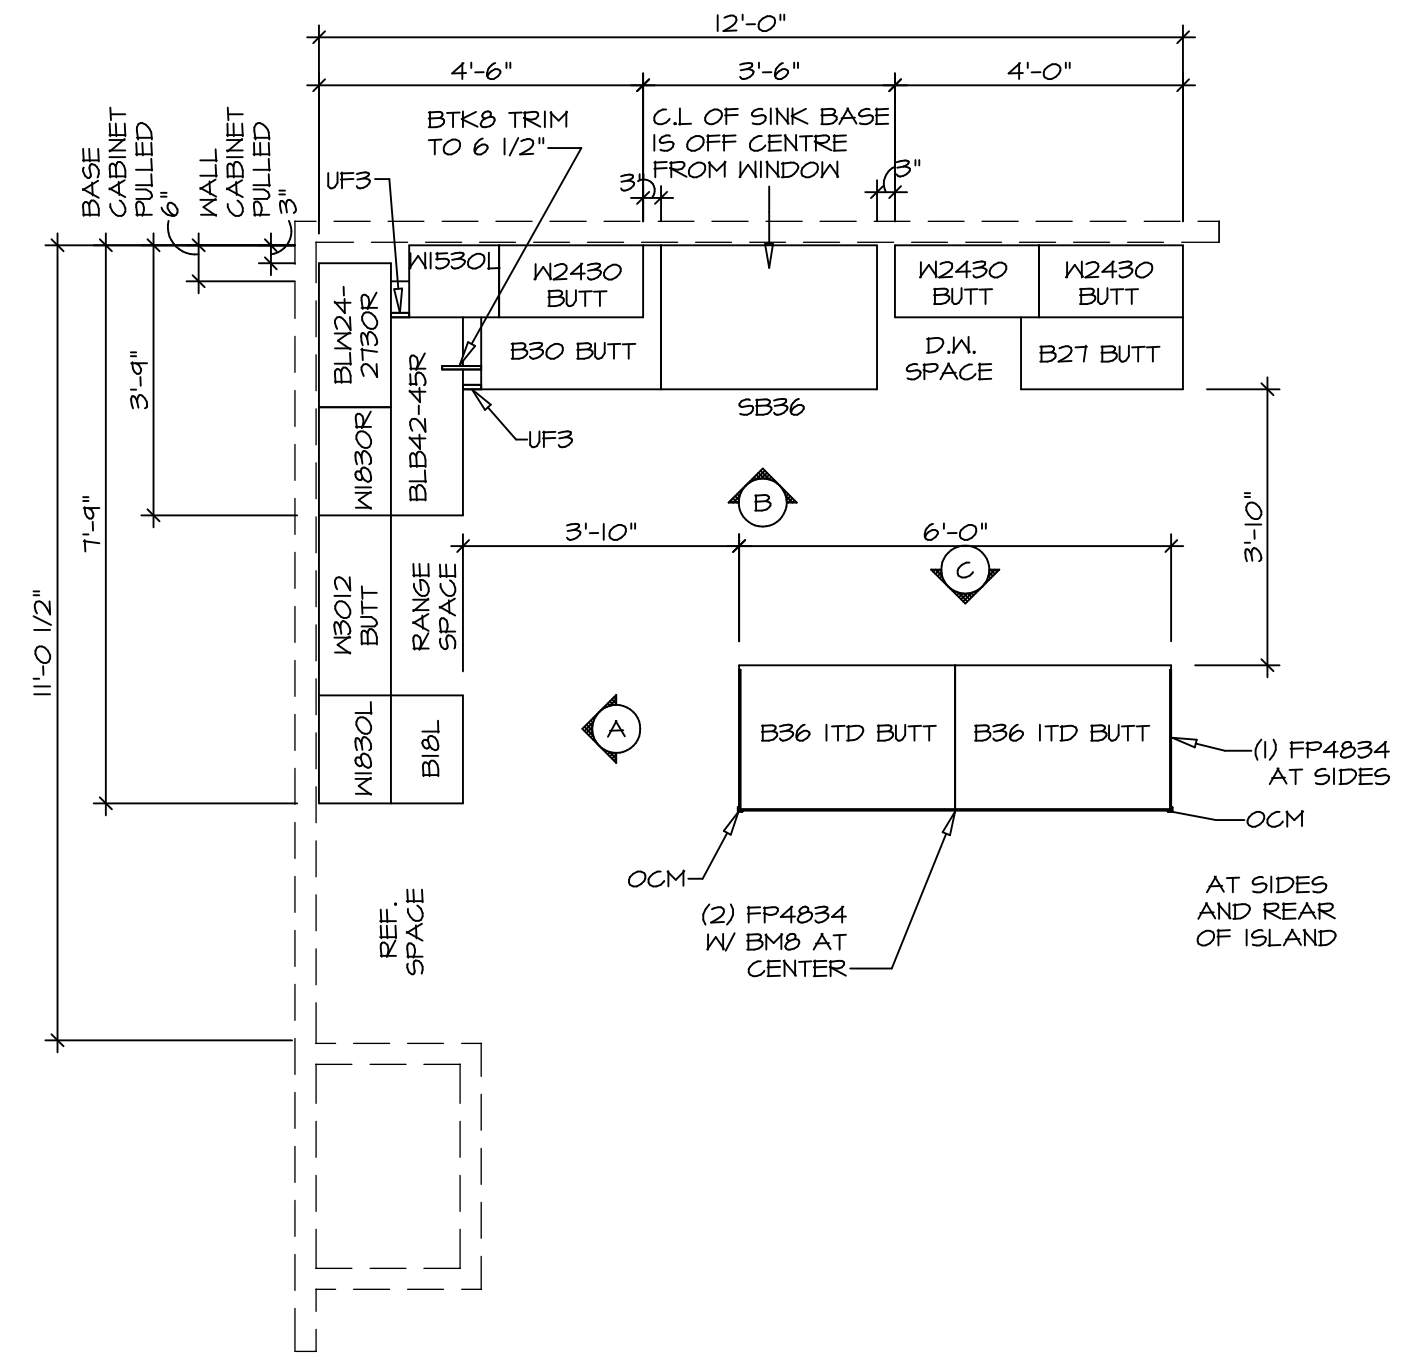 12'-0"
4'-6"
3'-6"
4'-0"
BTK8 TRIM
TO 6 1/2"
C.L OF SINK BASE
IS OFF CENTRE
FROM WINDOW
3"
3"
UF3
BASE
CABINET
PULLED
6"
WALL
CABINET
PULLED
3"
W1530L
W2430
BUTT
W2430
BUTT
W2430
BUTT
BLW24-
2730R
B30 BUTT
D.W.
SPACE
B27 BUTT
SB36
UF3
BLB42-45R
W1830R
3'-9"
7'-9"
11'-0 1/2"
B
3'-10"
6'-0"
3'-10"
C
W3012
BUTT
RANGE
SPACE
A
W1830L
B18L
B36 1TD BUTT
B36 1TD BUTT
(1) FP4834
AT SIDES
OCM
OCM
(2) FP4834
W/ BM8 AT
CENTER
AT SIDES
AND REAR
OF ISLAND
REF.
SPACE